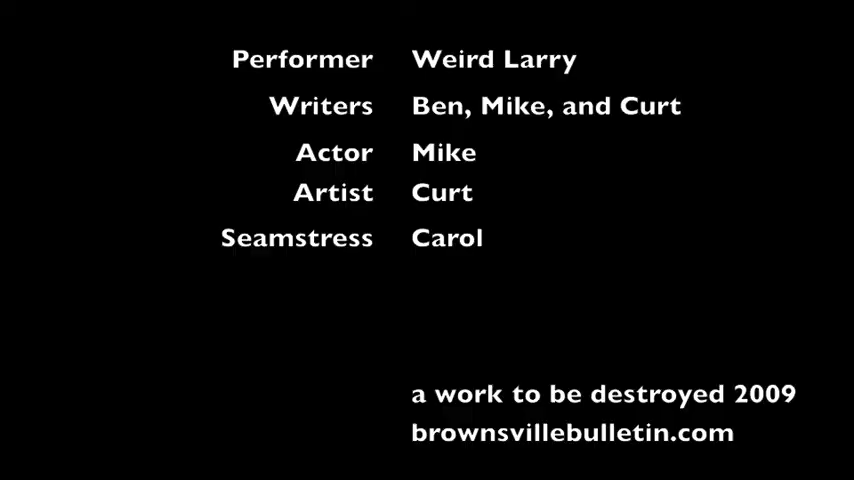 Performer Weird Larry
Writers Ben, Mike, and Curt
Actor Mike
Artist Curt
Seamstress Carol
a work to be destroyed 2009
brownsvillebulletin.com